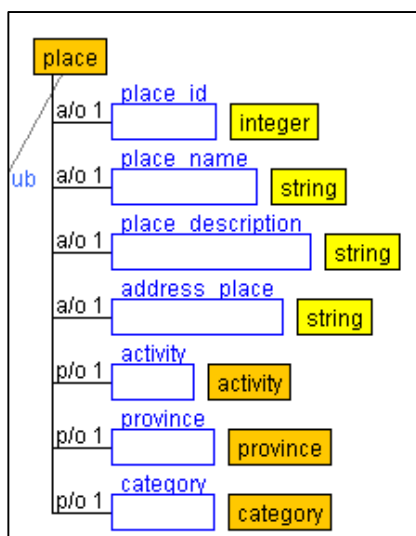 place
place_id
a/o 1
integer
ub
place_name
a/o 1
string
place_description
a/o 1
string
address_place
a/o 1
string
activity
p/o 1
activity
province
p/o 1
province
category
p/o 1
category